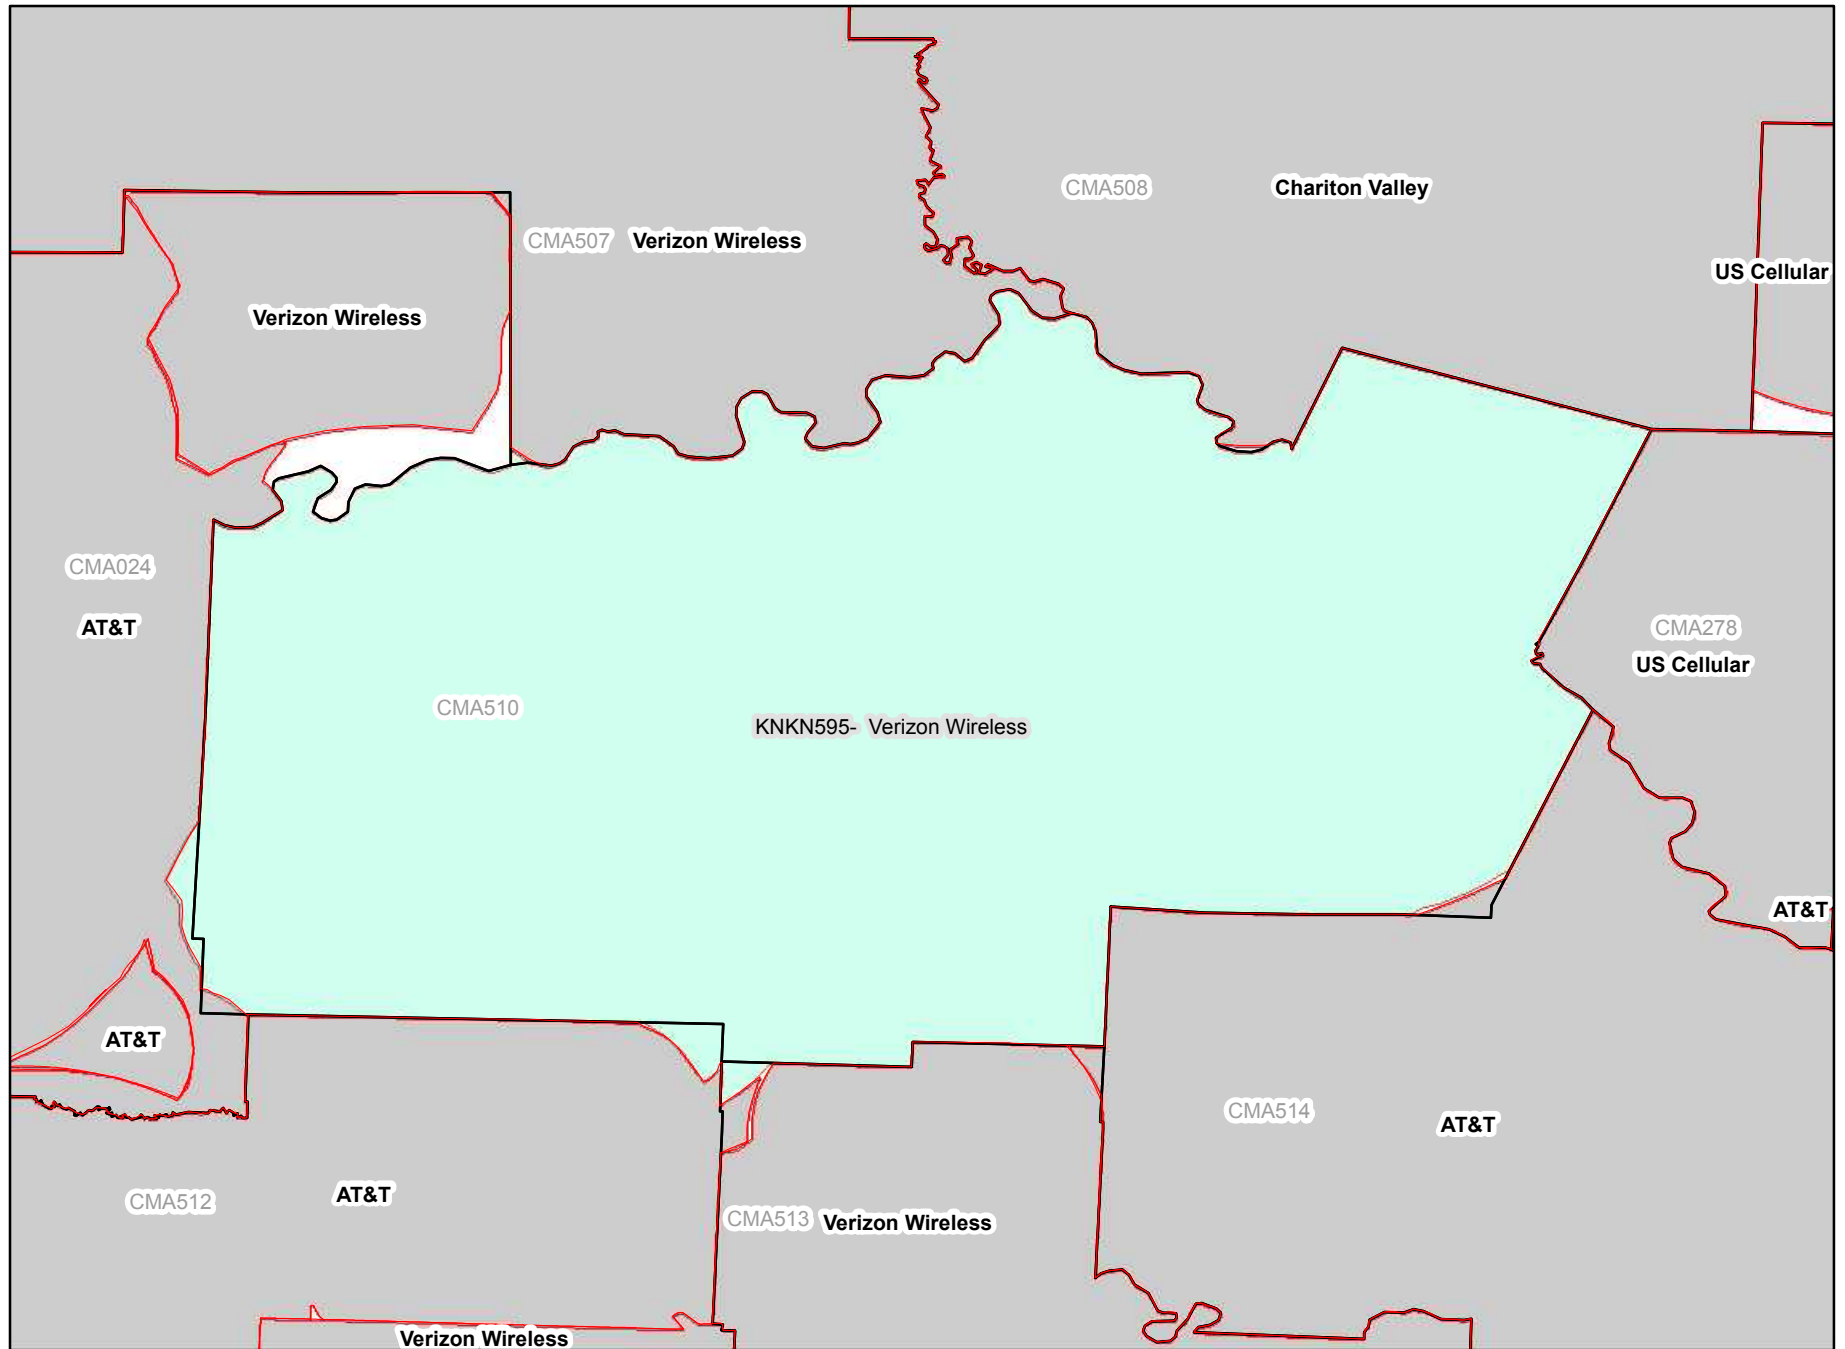 CMA508 Chariton Valley
CMA507 Verizon Wireless
US Cellular
Verizon Wireless
CMA024
AT&T
CMA278
US Cellular
CMA510
KNKN595- Verizon Wireless
AT&T
AT&T
CMA514
AT&T
CMA512
AT&T
CMA513 Verizon Wireless
Verizon Wireless